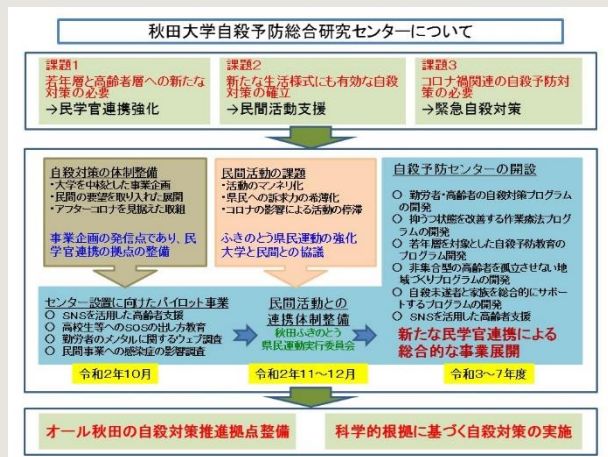 秋田大学自殺予防総合研究センターについて
課題1
若年層と高齢者層への新たな
対策の必要
→民学官連携強化
課題2
新たな生活様式にも有効な自殺
対策の確立
→民間活動支援
課題3
コロナ禍関連の自殺予防対
策の必要
→緊急自殺対策
自殺対策の体制整備
・大学を中核とした事業企画
・民間の要望を取り入れた展開
・アフターコロナを見据えた取組
事業企画の発信点であり、民
学官連携の拠点の整備
民間活動の課題
・活動のマンネリ化
・県民への訴求力の希薄化
・コロナの影響による活動の停滞
ふきのとう県民運動の強化
大学と民間との協議
自殺予防センターの開設
○ 勤労者・高齢者の自殺対策プログラム
の開発
○ 抑うつ状態を改善する作業療法プログ
ラムの開発
○ 若年層を対象とした自殺予防教育の
プログラム開発
○ 非集合型の高齢者を孤立させない地
域づくりプログラムの開発
○ 自殺未遂者と家族を総合的にサポー
トするプログラムの開発
○ SNSを活用した高齢者支援
新たな民学官連携による
総合的な事業展開
センター設置に向けたパイロット事業
○ SNSを活用した高齢者支援
○ 高校生等へのSOSの出し方教育
○ 勤労者のメンタルに関するウェブ調査
○ 民間事業への感染症の影響調査
民間活動との
連携体制整備
秋田ふきのとう
県民運動実行委員会
令和2年10月
令和2年11～12月
令和3～7年度
オール秋田の自殺対策推進拠点整備
科学的根拠に基づく自殺対策の実施